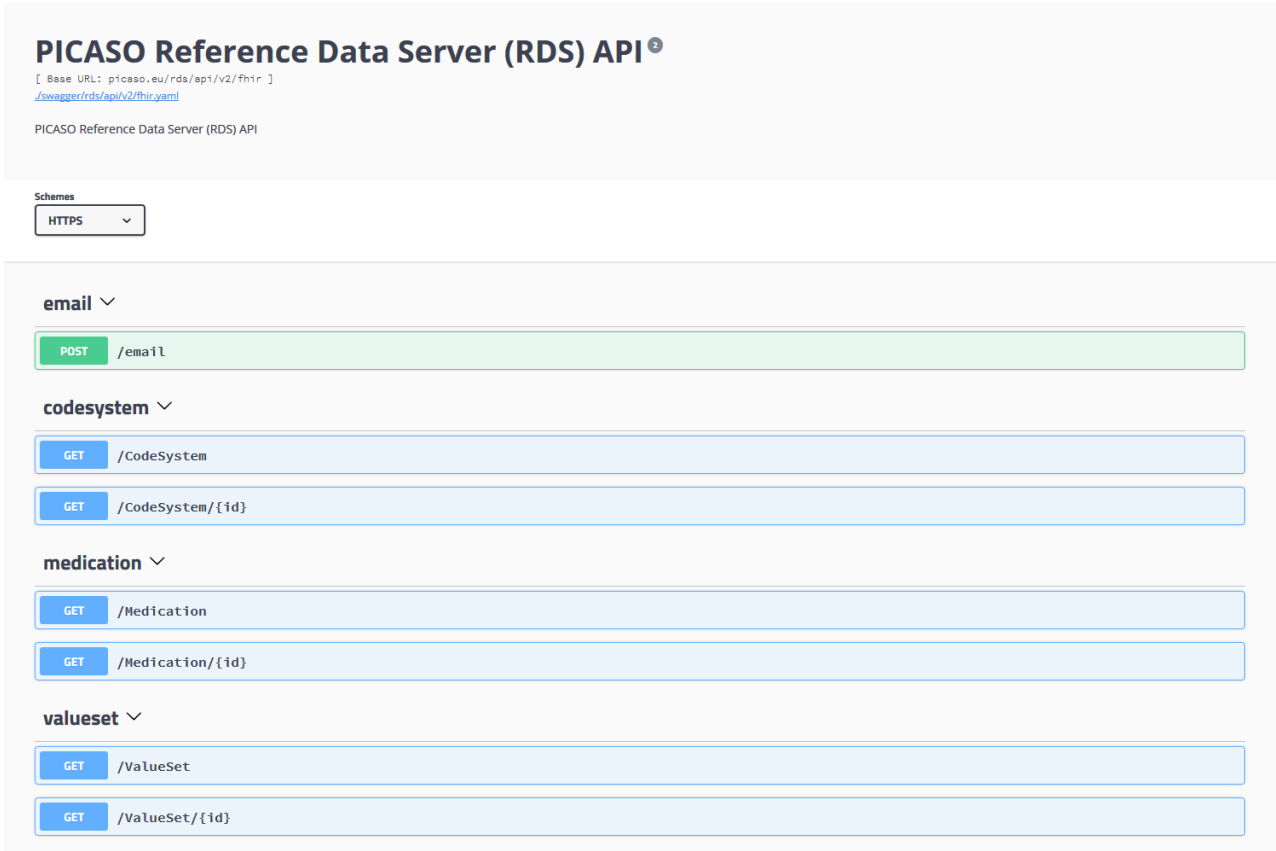 PICASO Reference Data Server (RDS) API 2
[ Base URL: picaso.eu/rds/api/v2/fhir ]
./swagger/rds/api/v2/fhir.yaml
PICASO Reference Data Server (RDS) API
Schemes
HTTPS
email
POST /email
codesystem
GET /CodeSystem
GET /CodeSystem/{id}
medication
GET /Medication
GET /Medication/{id}
valueset
GET /ValueSet
GET /ValueSet/{id}